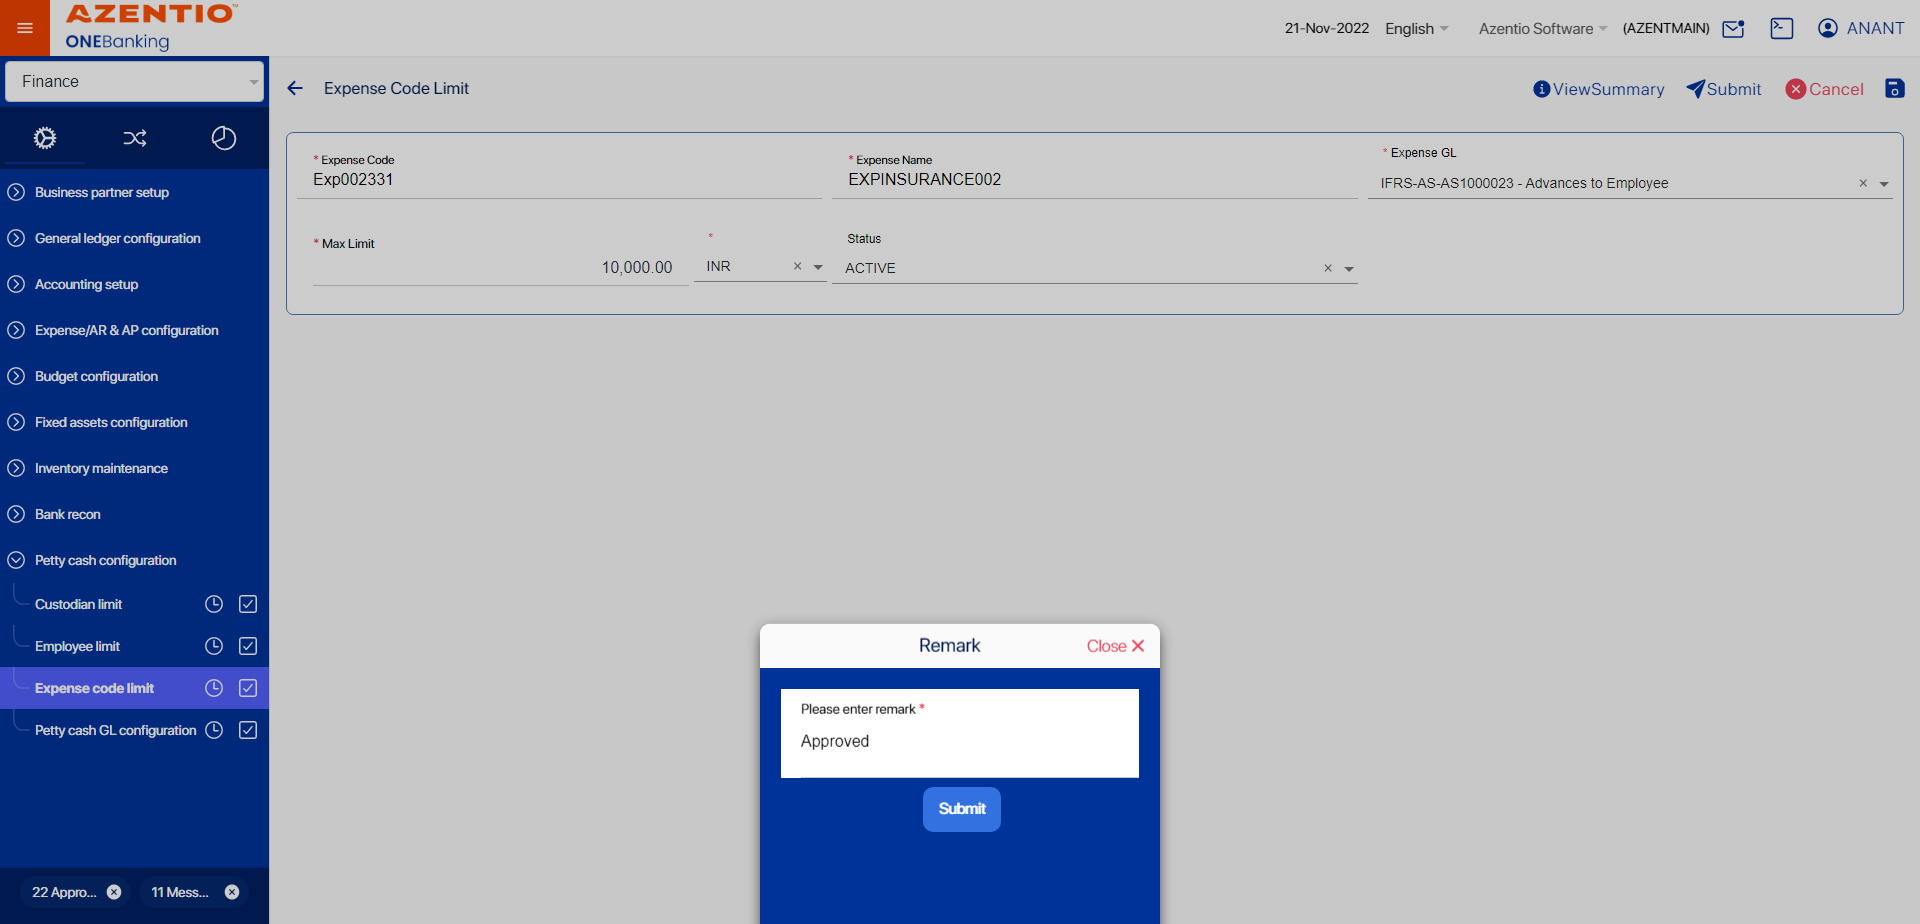 AZENTIO™
ONEBanking
21-Nov-2022 English Azentio Software (AZENTMAIN) ANANT
Finance
Expense Code Limit
ViewSummary Submit Cancel
* Expense Code
Exp002331
* Expense Name
EXPINSURANCE002
* Expense GL
IFRS-AS-AS1000023 - Advances to Employee
* Max Limit
10,000.00
*
INR
Status
ACTIVE
Business partner setup
General ledger configuration
Accounting setup
Expense/AR & AP configuration
Budget configuration
Fixed assets configuration
Inventory maintenance
Bank recon
Petty cash configuration
Custodian limit
Employee limit
Expense code limit
Petty cash GL configuration
22 Appro...
11 Mess...
Remark
Close
Please enter remark *
Approved
Submit